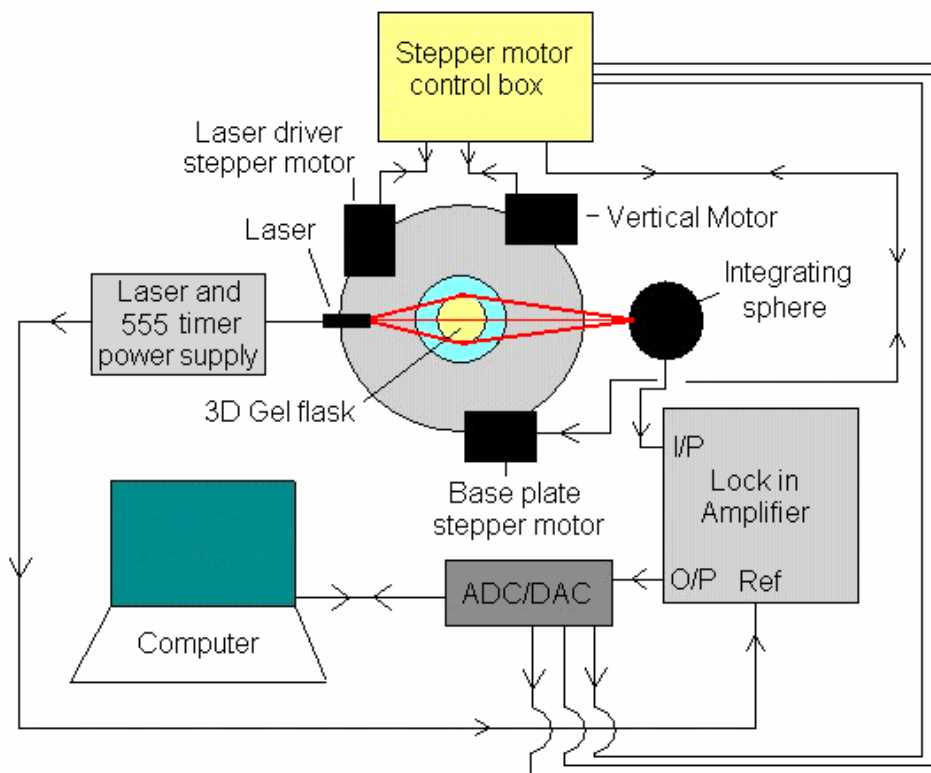 Stepper motor
control box
Laser driver
stepper motor
Laser
Vertical Motor
Integrating
sphere
Laser and
555 timer
power supply
3D Gel flask
I/P
Lock in
Amplifier
Base plate
stepper motor
O/P
Ref
ADC/DAC
Computer